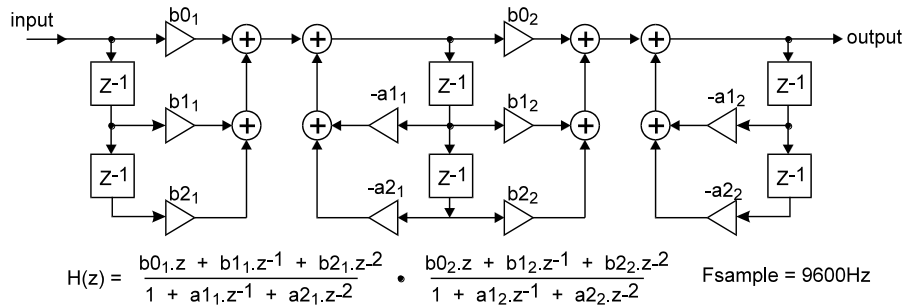 input
b0₁
b0₂
output
z-1
z-1
z-1
-a1₁
-a1₂
b1₁
b1₂
z-1
z-1
z-1
-a2₁
-a2₂
b2₁
b2₂
H(z) = b0₁.z + b1₁.z-1 + b2₁.z-2 • b0₂.z + b1₂.z-1 + b2₂.z-2 Fsample = 9600Hz
1 + a1₁.z-1 + a2₁.z-2 1 + a1₂.z-1 + a2₂.z-2